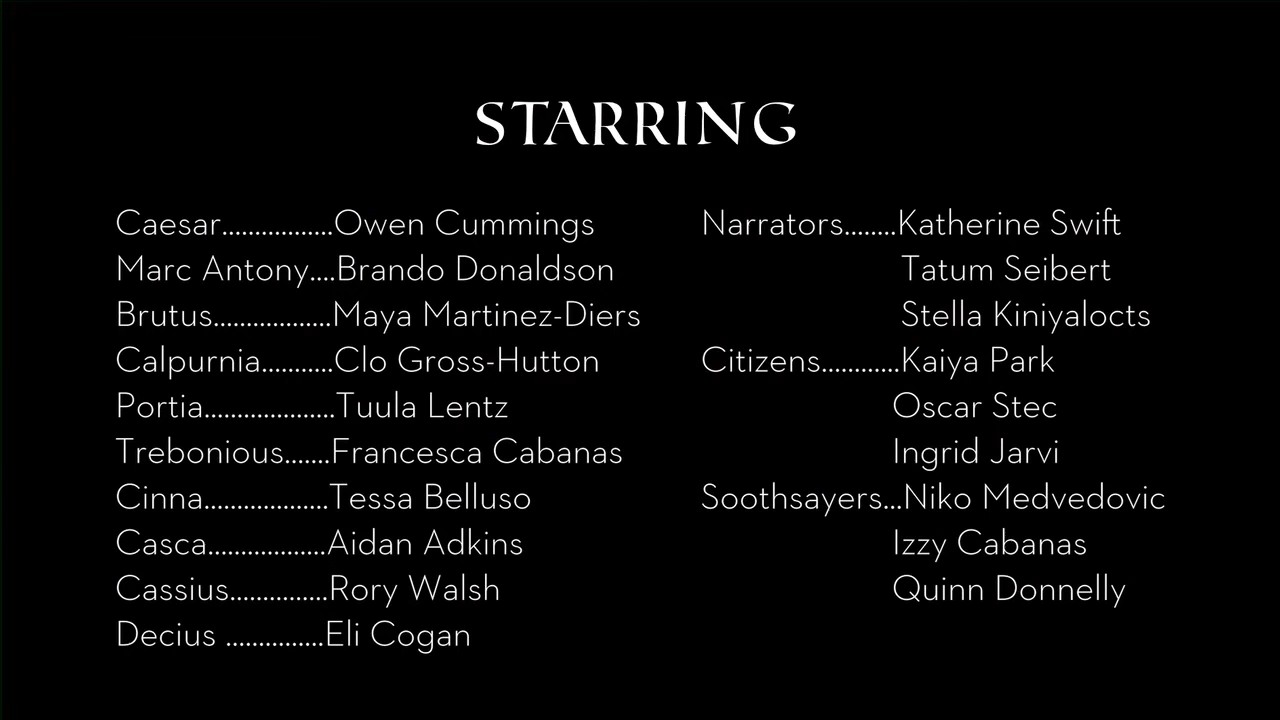 STARRING
Caesar.................Owen Cummings
Marc Antony....Brando Donaldson
Brutus..................Maya Martinez-Diers
Calpurnia...........Clo Gross-Hutton
Portia....................Tuula Lentz
Trebonious.......Francesca Cabanas
Cinna...................Tessa Belluso
Casca..................Aidan Adkins
Cassius...............Rory Walsh
Decius ...............Eli Cogan
Narrators........Katherine Swift
Tatum Seibert
Stella Kiniyalocts
Citizens............Kaiya Park
Oscar Stec
Ingrid Jarvi
Soothsayers...Niko Medvedovic
Izzy Cabanas
Quinn Donnelly